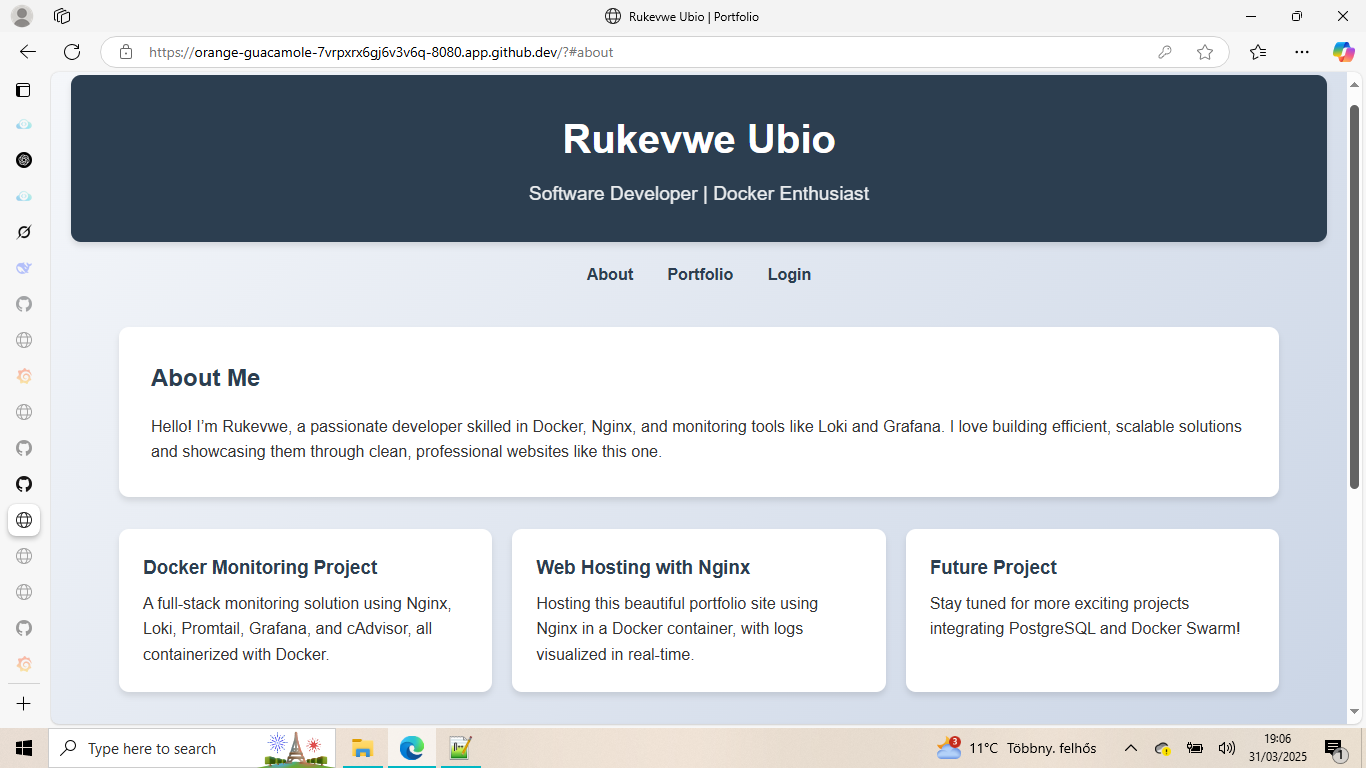 Rukevwe Ubio | Portfolio
https://orange-guacamole-7vrpxrx6gj6v3v6q-8080.app.github.dev/?#about
Rukevwe Ubio
Software Developer | Docker Enthusiast
About Portfolio Login
About Me
Hello! I’m Rukevwe, a passionate developer skilled in Docker, Nginx, and monitoring tools like Loki and Grafana. I love building efficient, scalable solutions
and showcasing them through clean, professional websites like this one.
Docker Monitoring Project
A full-stack monitoring solution using Nginx,
Loki, Promtail, Grafana, and cAdvisor, all
containerized with Docker.
Web Hosting with Nginx
Hosting this beautiful portfolio site using
Nginx in a Docker container, with logs
visualized in real-time.
Future Project
Stay tuned for more exciting projects
integrating PostgreSQL and Docker Swarm!
Type here to search
3
11°C Többny. felhős
19:06
31/03/2025
1